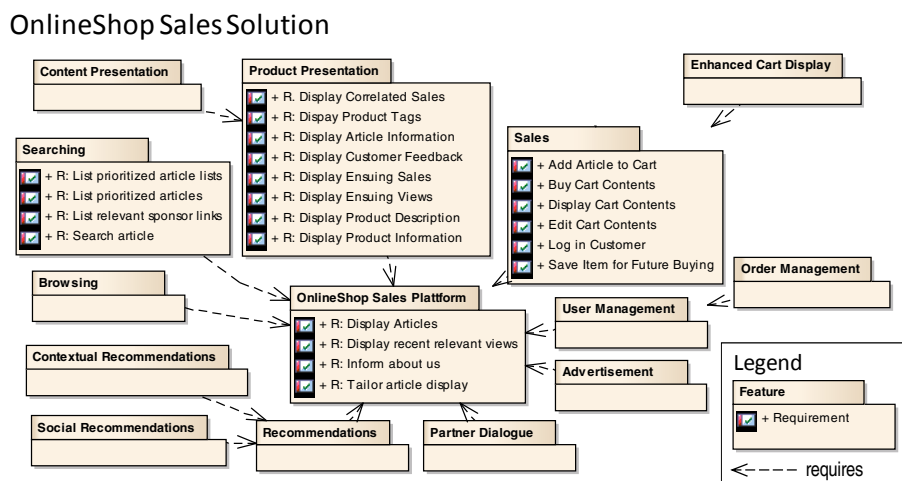 OnlineShop Sales Solution
Content Presentation
Product Presentation
+ R: Display Correlated Sales
+ R: Dispay Product Tags
+ R: Display Article Information
+ R: Display Customer Feedback
+ R: Display Ensuing Sales
+ R: Display Ensuing Views
+ R: Display Product Description
+ R: Display Product Information
Enhanced Cart Display
Searching
+ R: List prioritized article lists
+ R: List prioritized articles
+ R: List relevant sponsor links
+ R: Search article
Sales
+ Add Article to Cart
+ Buy Cart Contents
+ Display Cart Contents
+ Edit Cart Contents
+ Log in Customer
+ Save Item for Future Buying
Browsing
OnlineShop Sales Plattform
+ R: Display Articles
+ R: Display recent relevant views
+ R: Inform about us
+ R: Tailor article display
User Management
Order Management
Contextual Recommendations
Advertisement
Social Recommendations
Recommendations
Partner Dialogue
Legend
Feature
+ Requirement
requires